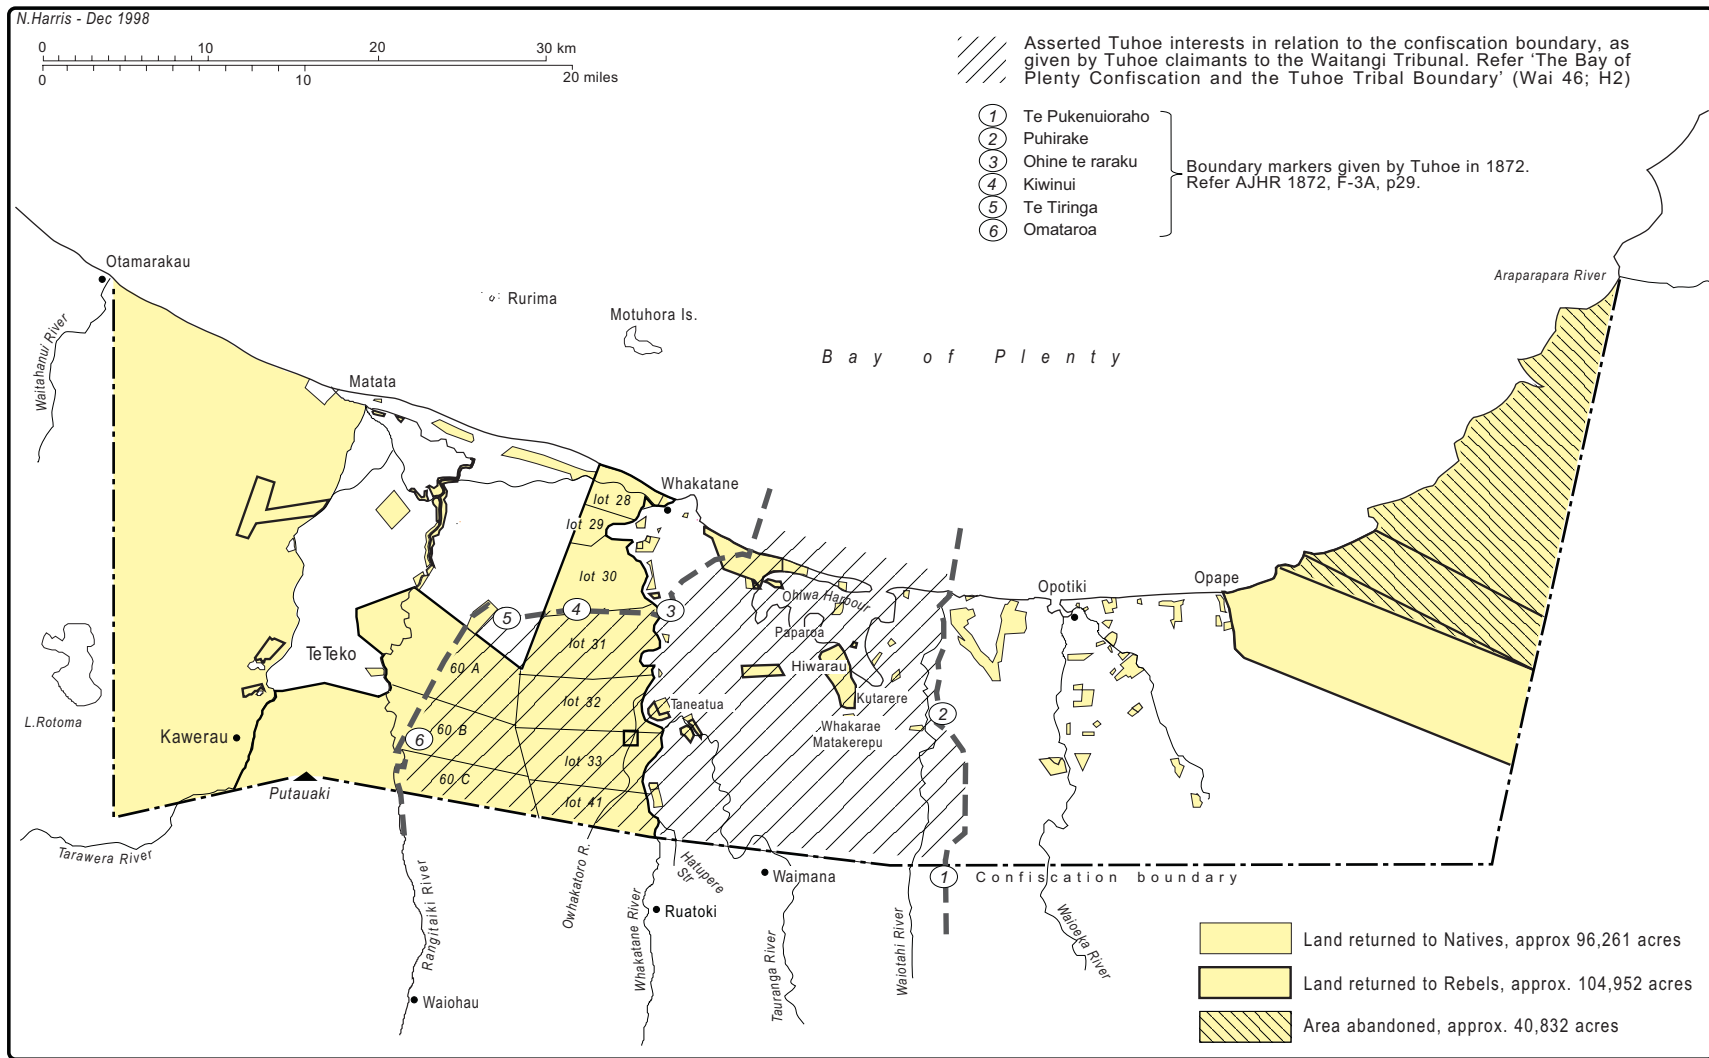 N.Harris - Dec 1998
0 10 20 30 km
0 10 20 miles
Asserted Tuhoe interests in relation to the confiscation boundary, as
given by Tuhoe claimants to the Waitangi Tribunal. Refer 'The Bay of
Plenty Confiscation and the Tuhoe Tribal Boundary' (Wai 46; H2)
1 Te Pukenuioraho
2 Puhirake
3 Ohine te raraku
4 Kiwinui
5 Te Tiringa
6 Omataroa
Boundary markers given by Tuhoe in 1872.
Refer AJHR 1872, F-3A, p29.
Otamarakau
Araparapara River
Rurima
Motuhora Is.
Waitahanui River
Bay of Plenty
Matata
Whakatane
lot 28
lot 29
lot 30
Opotiki
Opape
Ohiwa Harbour
5
4
3
Paparoa
lot 31
TeTeko
60 A
Hiwarau
Kutarere
lot 32
Taneatua
2
L.Rotoma
Kawerau
6
60 B
Whakarae
Matakerepu
lot 33
60 C
Putauaki
lot 41
Tarawera River
Rangitaiki River
Owhakatoro R.
Whakatane River
Hatupere
Str
Waimana
1
Confiscation boundary
Ruatoki
Tauranga River
Waiotahi River
Waioeka River
Waiohau
Land returned to Natives, approx 96,261 acres
Land returned to Rebels, approx. 104,952 acres
Area abandoned, approx. 40,832 acres